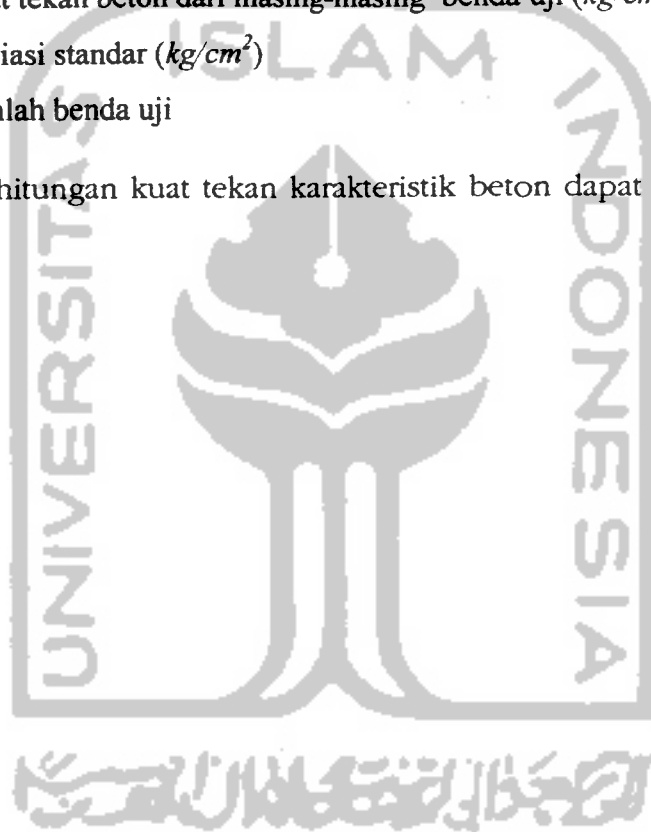 t tekan beton dari masing-masing benda uji (kg cm
iasi standar (kg/cm²)
lah benda uji
hitungan kuat tekan karakteristik beton dapat
UNIVERSITAS
ISLAM
INDONESIA